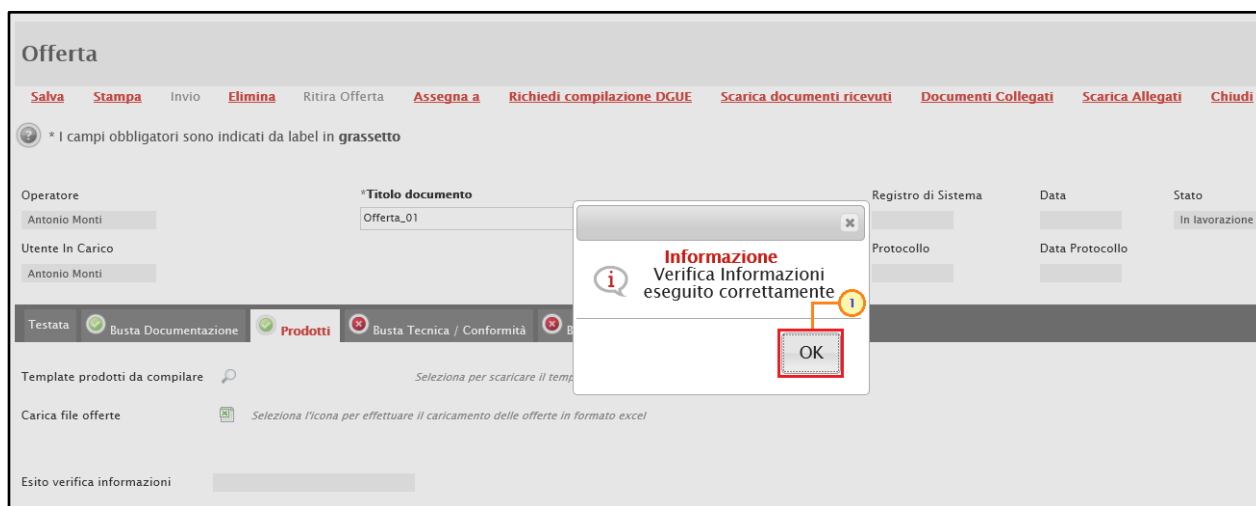 Offerta
Salva Stampa Invio Elimina Ritira Offerta Assegna a Richiedi compilazione DGUE Scarica documenti ricevuti Documenti Collegati Scarica Allegati Chiudi
* I campi obbligatori sono indicati da label in grassetto
Operatore *Titolo documento Registro di Sistema Data Stato
Antonio Monti Offerta_01 In lavorazione
Utente In Carico Protocollo Data Protocollo
Antonio Monti
Informazione
Verifica Informazioni
eseguito correttamente
1
OK
Testata Busta Documentazione Prodotti Busta Tecnica / Conformità B
Template prodotti da compilare Seleziona per scaricare il temp
Carica file offerte Seleziona l'icona per effettuare il caricamento delle offerte in formato excel
Esito verifica informazioni